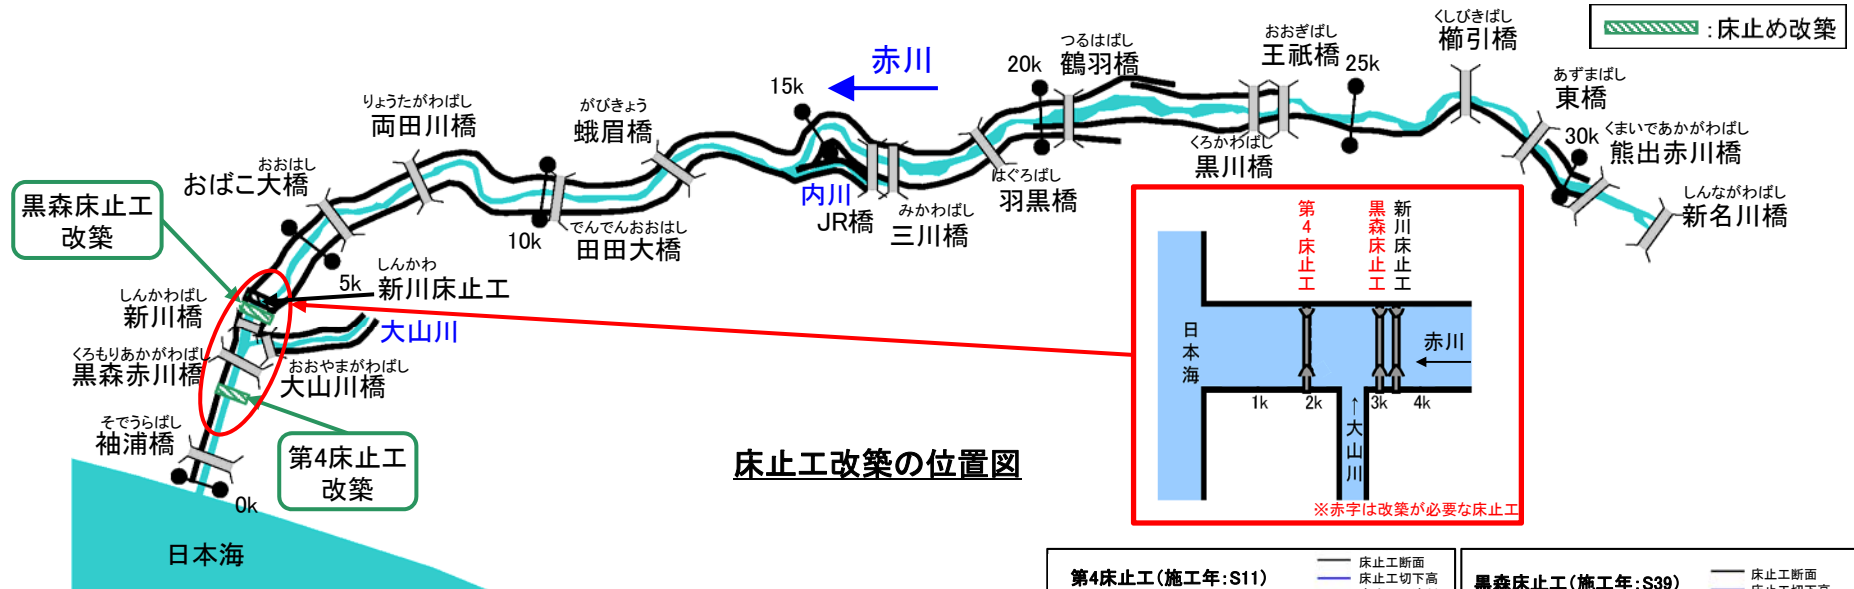 :床止め改築
くしびきばし
櫛引橋
おおぎばし
王祇橋
つるはばし
鶴羽橋
赤川
20k
25k
15k
あずまばし
東橋
30k
くまいであかがわばし
熊出赤川橋
しんながわばし
新名川橋
くろかわばし
黒川橋
はぐろばし
羽黒橋
みかわばし
三川橋
JR橋
内川
がびきょう
蛾眉橋
りょうたがわばし
両田川橋
でんでんおおはし
田田大橋
10k
おおはし
おばこ大橋
黒森床止工
改築
5k
しんかわ
新川床止工
しんかわばし
新川橋
大山川
くろもりあかがわばし
黒森赤川橋
おおやまがわばし
大山川橋
そでうらばし
袖浦橋
第4床止工
改築
0k
日本海
床止工改築の位置図
第4床止工
黒森床止工
新川床止工
日本海
赤川
1k
2k
3k
4k
↑大山川
※赤字は改築が必要な床止工
第4床止工(施工年:S11)
床止工断面
床止工切下高
黒森床止工(施工年:S39)
床止工断面
床止工切下高